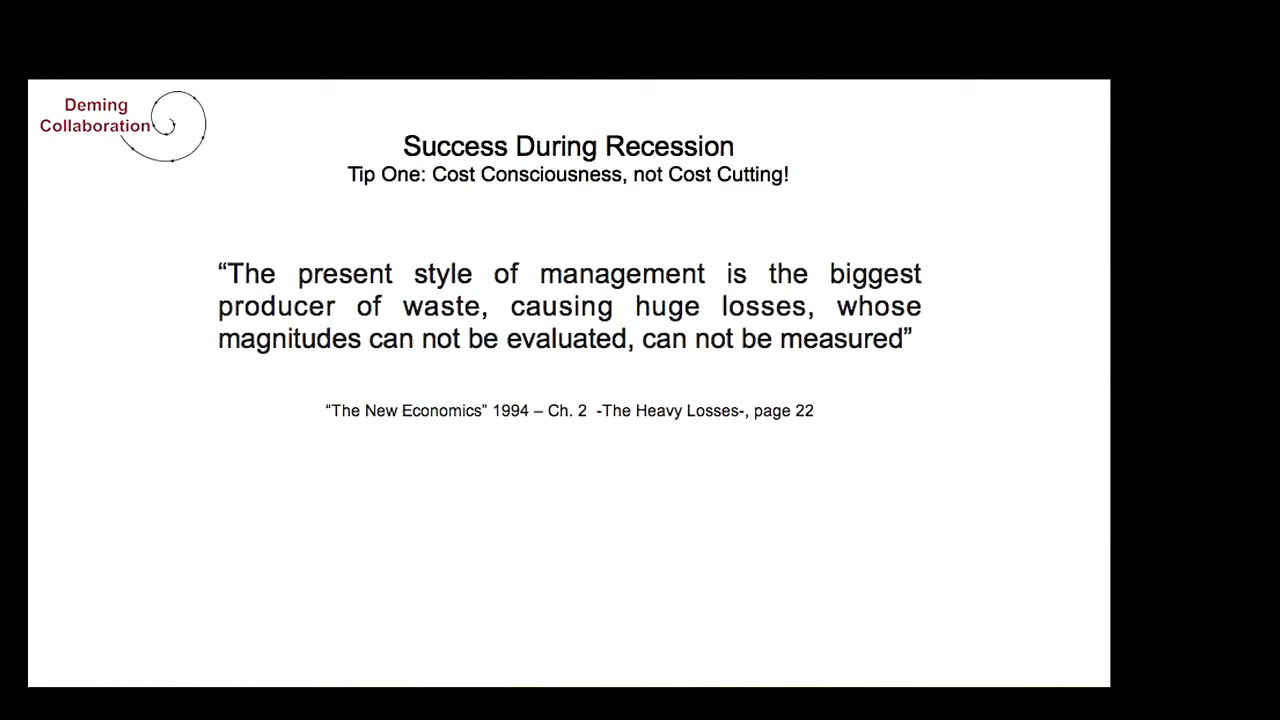 Deming
Collaboration
Success During Recession
Tip One: Cost Consciousness, not Cost Cutting!
“The present style of management is the biggest
producer of waste, causing huge losses, whose
magnitudes can not be evaluated, can not be measured”
“The New Economics” 1994 – Ch. 2 -The Heavy Losses-, page 22